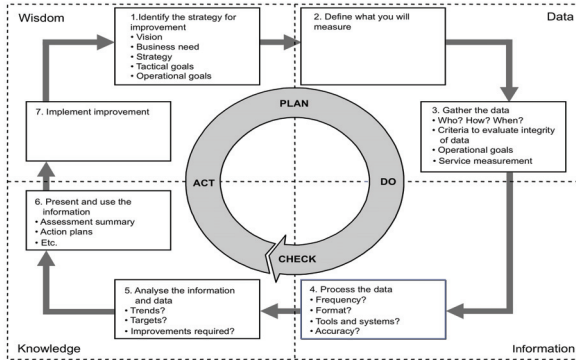 Wisdom
Data
1.Identify the strategy for
improvement
• Vision
• Business need
• Strategy
• Tactical goals
• Operational goals
2. Define what you will
measure
3. Gather the data
• Who? How? When?
• Criteria to evaluate integrity
of data
• Operational goals
• Service measurement
7. Implement improvement
PLAN
ACT
DO
CHECK
6. Present and use the
information
• Assessment summary
• Action plans
• Etc.
5. Analyse the information
and data
• Trends?
• Targets?
• Improvements required?
4. Process the data
• Frequency?
• Format?
• Tools and systems?
• Accuracy?
Knowledge
Information